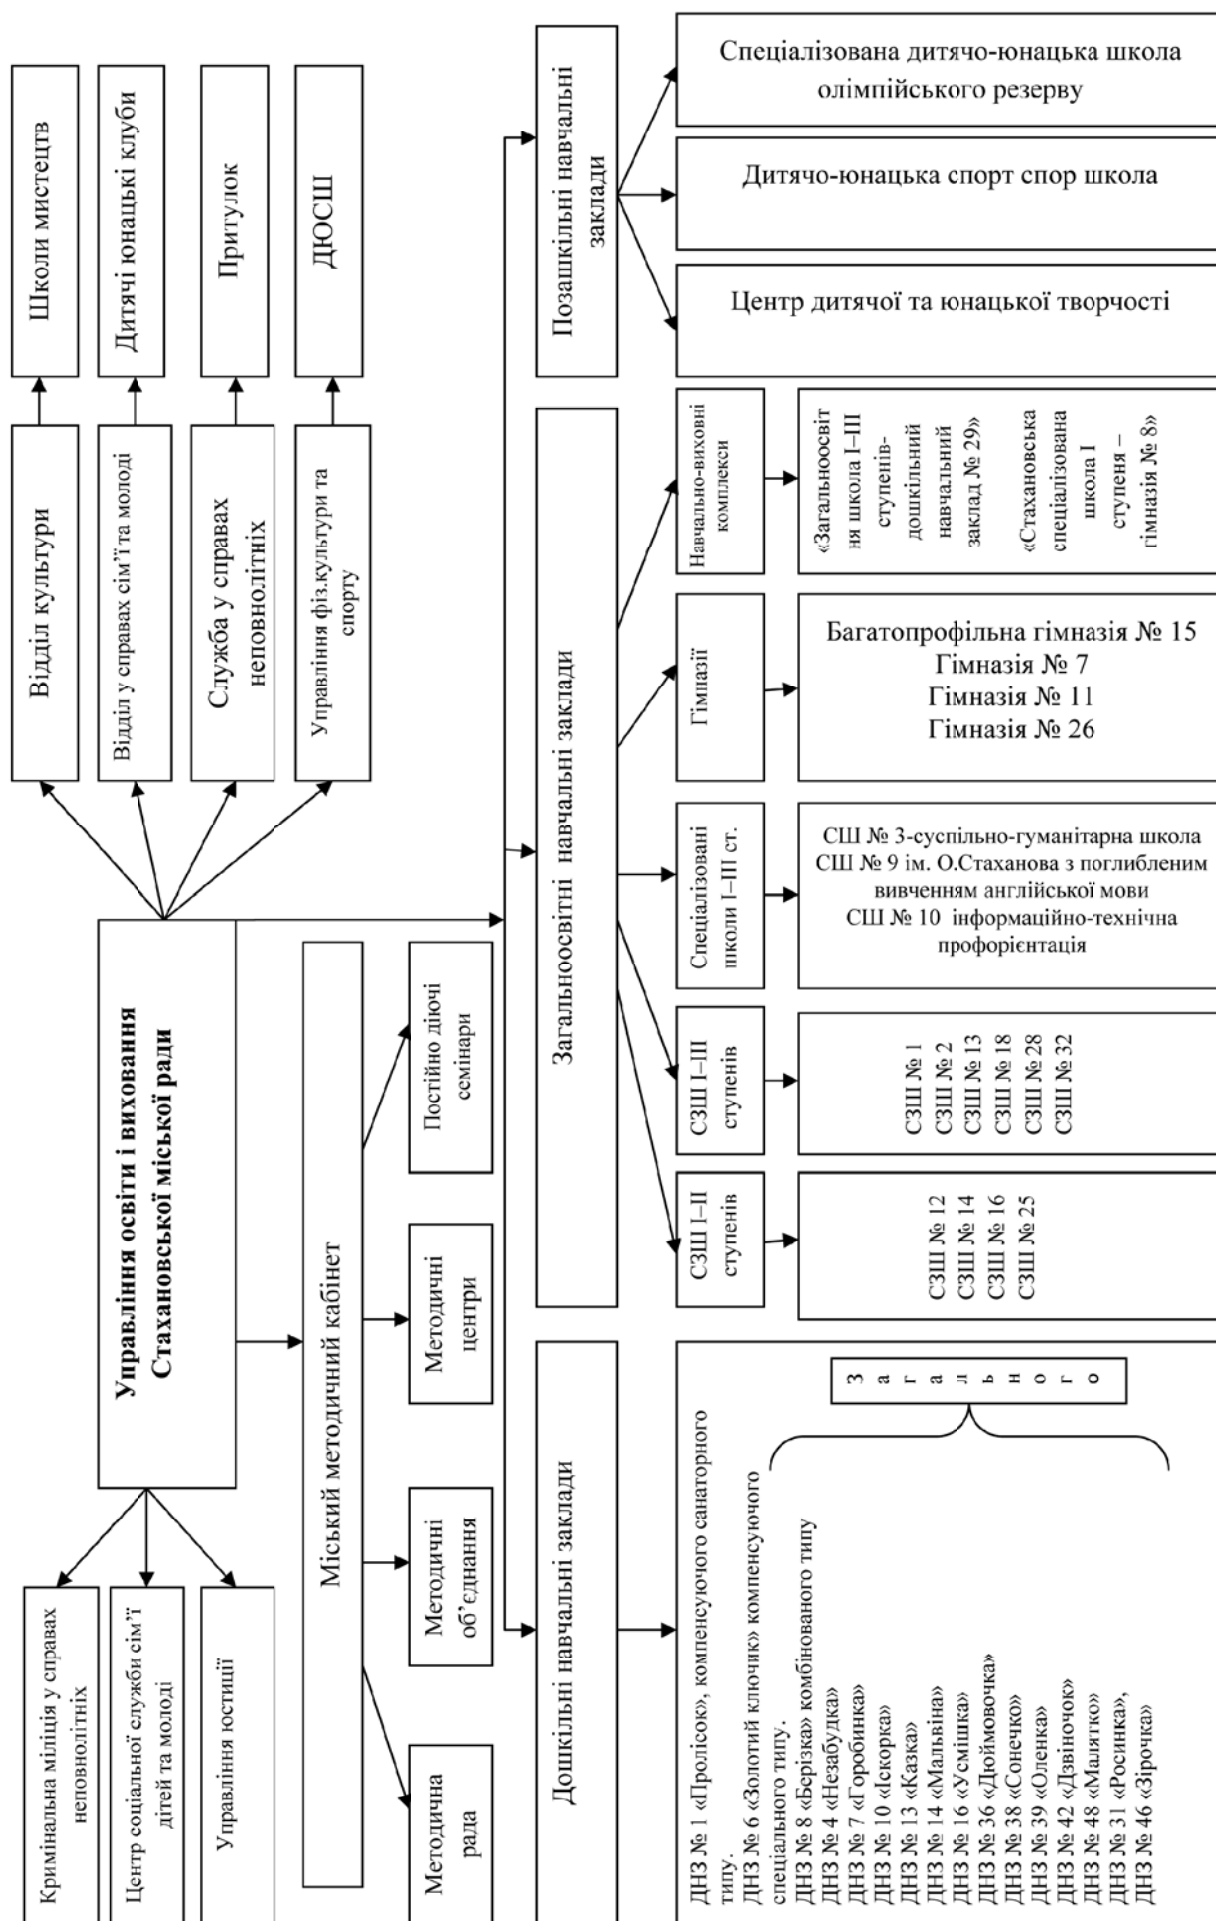 Кримінальна міліція у справах
неповнолітніх
Центр соціальної служби сім’ї
дітей та молоді
Управління юстиції
Управління освіти і виховання
Стахановської міської ради
Відділ культури
Відділ у справах сім’ї та молоді
Служба у справах
неповнолітніх
Управління фіз.культури та
спорту
Школи мистецтв
Дитячі юнацькі клуби
Притулок
ДЮСШ
Міський методичний кабінет
Методична
рада
Методичні
об’єднання
Методичні
центри
Постійно діючі
семінари
Дошкільні навчальні заклади
Загальноосвітні навчальні заклади
Позашкільні навчальні
заклади
ДНЗ № 1 «Пролісок», компенсуючого санаторного
типу.
ДНЗ № 6 «Золотий ключик» компенсуючого
спеціального типу.
ДНЗ № 8 «Берізка» комбінованого типу
ДНЗ № 4 «Незабудка»
ДНЗ № 7 «Горобинка»
ДНЗ № 10 «Іскорка»
ДНЗ № 13 «Казка»
ДНЗ № 14 «Мальвіна»
ДНЗ № 16 «Усмішка»
ДНЗ № 36 «Дюймовочка»
ДНЗ № 38 «Сонечко»
ДНЗ № 39 «Оленка»
ДНЗ № 42 «Дзвіночок»
ДНЗ № 48 «Малятко»
ДНЗ № 31 «Росинка»,
ДНЗ № 46 «Зірочка»
З а г а л ь н о г о
СЗШ І–ІІ
ступенів
СЗШ № 12
СЗШ № 14
СЗШ № 16
СЗШ № 25
СЗШ І–ІІІ
ступенів
СЗШ № 1
СЗШ № 2
СЗШ № 13
СЗШ № 18
СЗШ № 28
СЗШ № 32
Спеціалізовані
школи І–ІІІ ст.
СШ № 3-суспільно-гуманітарна школа
СШ № 9 ім. О.Стаханова з поглибленим
вивченням англійської мови
СШ № 10 інформаційно-технічна
профорієнтація
Гімназії
Багатопрофільна гімназія № 15
Гімназія № 7
Гімназія № 11
Гімназія № 26
Навчально-виховні
комплекси
«Загальноосвіт
ня школа І–ІІІ
ступенів-
дошкільний
навчальний
заклад № 29»
«Стахановська
спеціалізована
школа І
ступеня –
гімназія № 8»
Центр дитячої та юнацької творчості
Дитячо-юнацька спорт спор школа
Спеціалізована дитячо-юнацька школа
олімпійського резерву